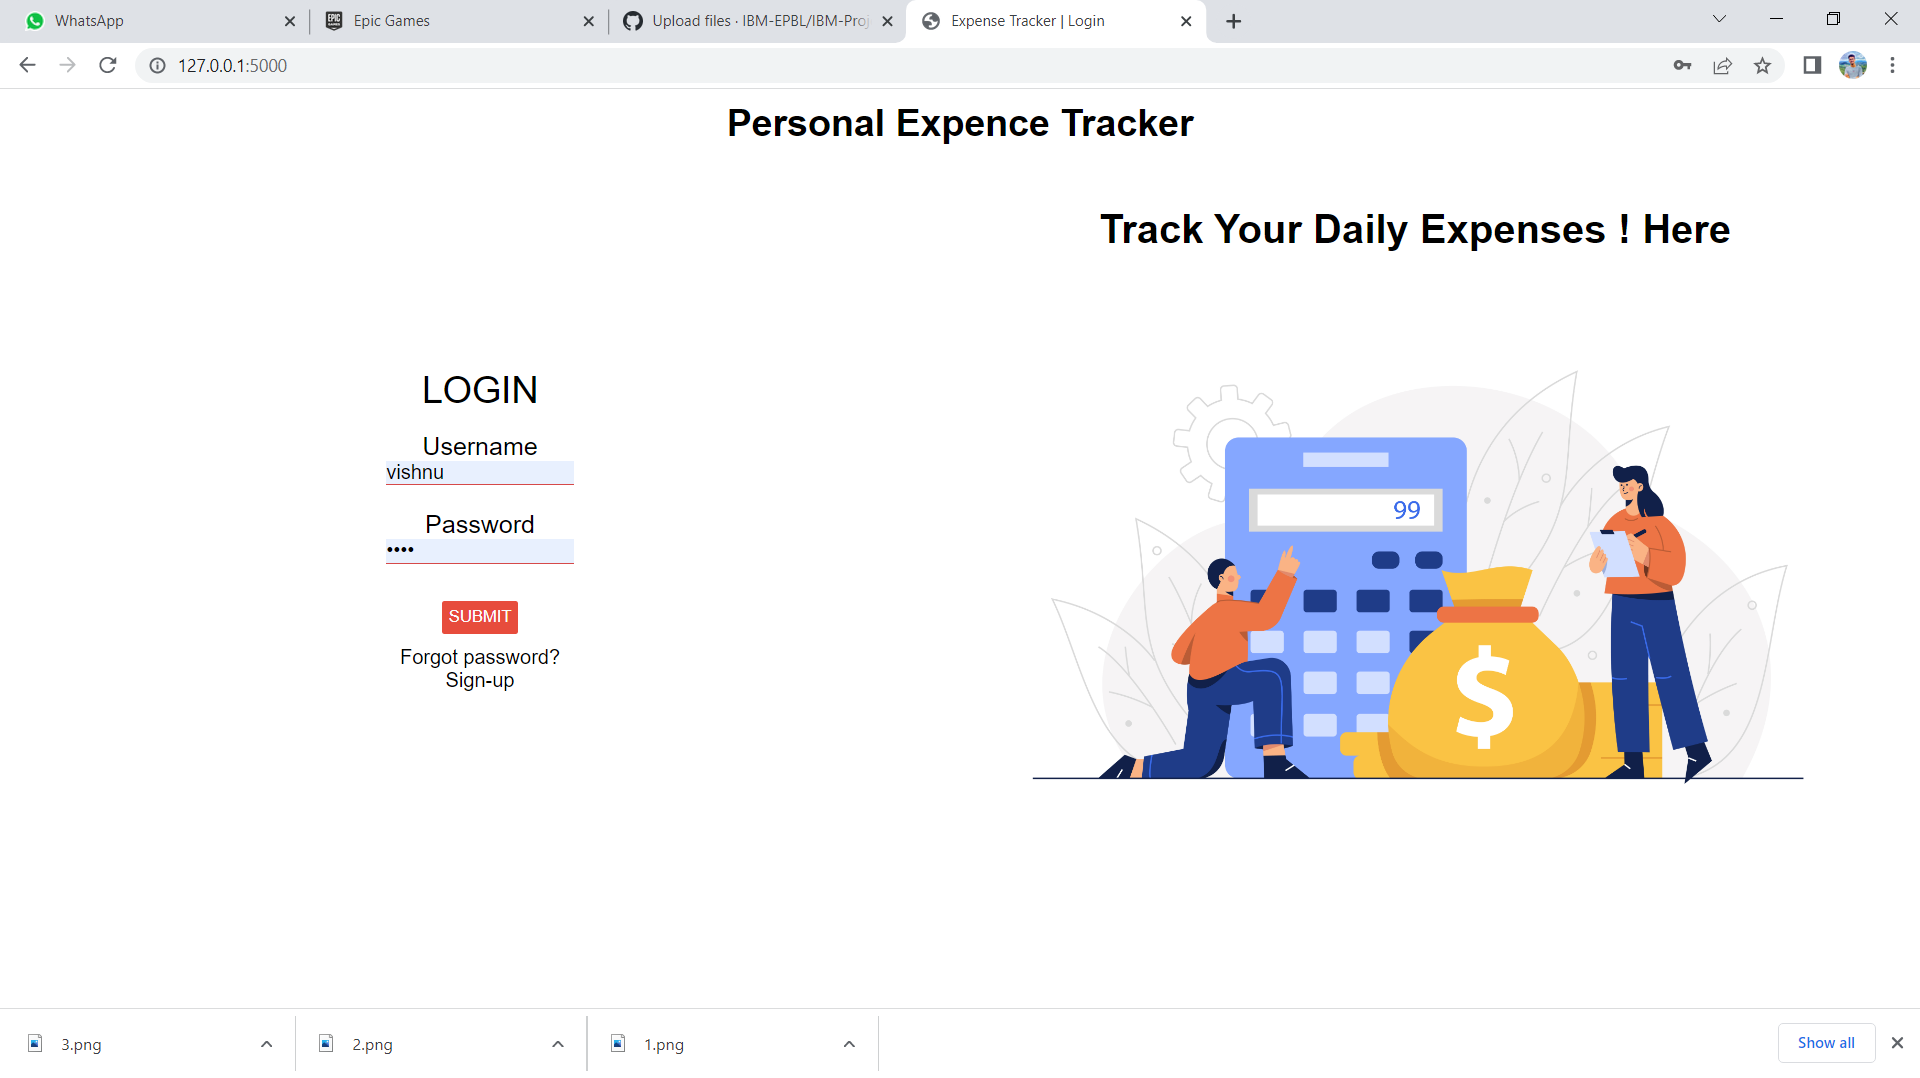 WhatsApp
Epic Games
Upload files · IBM-EPBL/IBM-Proj
Expense Tracker | Login
127.0.0.1:5000
Personal Expence Tracker
Track Your Daily Expenses ! Here
LOGIN
Username
vishnu
Password
••••
SUBMIT
Forgot password?
Sign-up
EPIC
GAMES
99
$
3.png
2.png
1.png
Show all